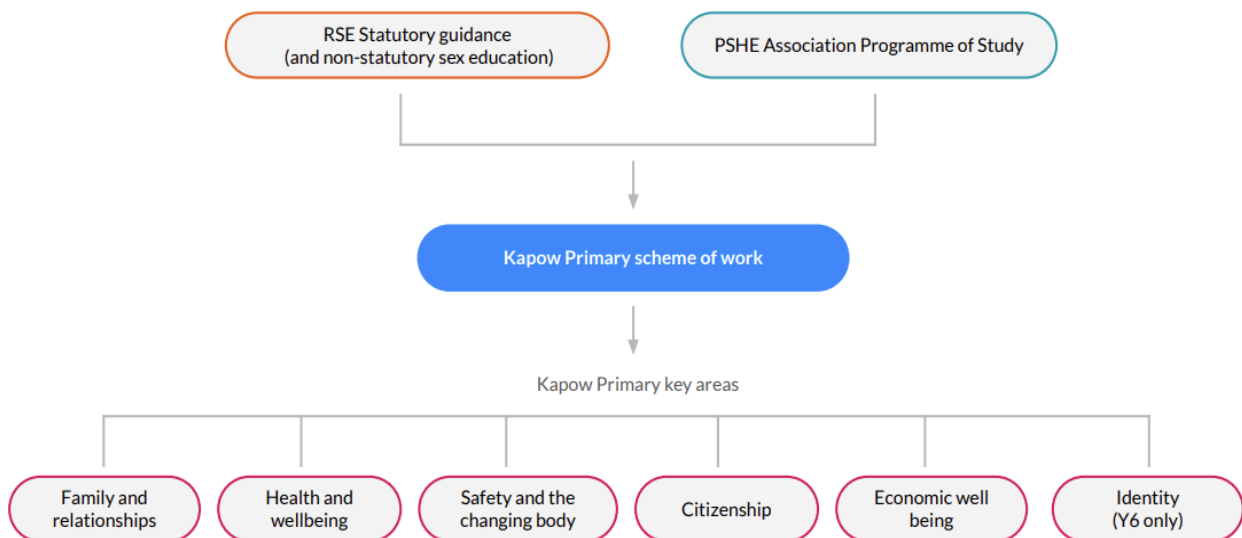 RSE Statutory guidance
(and non-statutory sex education)
PSHE Association Programme of Study
Kapow Primary scheme of work
Kapow Primary key areas
Family and
relationships
Health and
wellbeing
Safety and the
changing body
Citizenship
Economic well
being
Identity
(Y6 only)